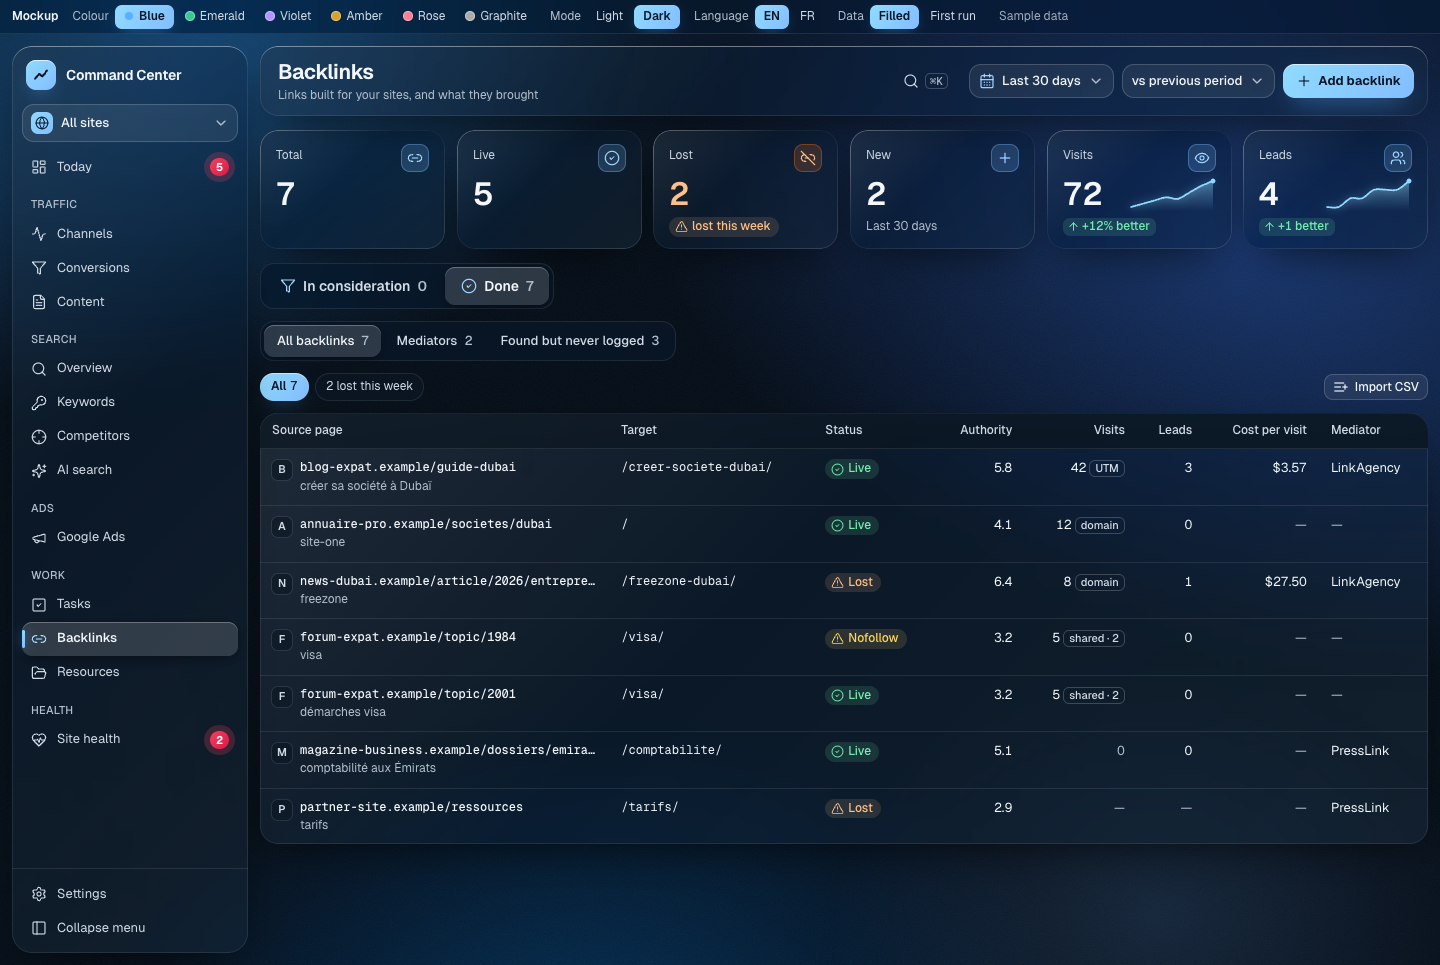 Mockup Colour Blue Emerald Violet Amber Rose Graphite Mode Light Dark Language EN FR Data Filled First run Sample data
Command Center
All sites
Today 5
TRAFFIC
Channels
Conversions
Content
SEARCH
Overview
Keywords
Competitors
AI search
ADS
Google Ads
WORK
Tasks
Backlinks
Resources
HEALTH
Site health 2
Settings
Collapse menu
Backlinks
Links built for your sites, and what they brought
⌘K Last 30 days vs previous period Add backlink
Total
7
Live
5
Lost
2
lost this week
New
2
Last 30 days
Visits
72
+12% better
Leads
4
+1 better
In consideration 0 Done 7
All backlinks 7 Mediators 2 Found but never logged 3
All 7 2 lost this week Import CSV
Source page Target Status Authority Visits Leads Cost per visit Mediator
B blog-expat.example/guide-dubai /creer-societe-dubai/ Live 5.8 42 UTM 3 $3.57 LinkAgency
créer sa société à Dubaï
A annuaire-pro.example/societes/dubai / Live 4.1 12 domain 0 — —
site-one
N news-dubai.example/article/2026/entrepre… /freezone-dubai/ Lost 6.4 8 domain 1 $27.50 LinkAgency
freezone
F forum-expat.example/topic/1984 /visa/ Nofollow 3.2 5 shared · 2 0 — —
visa
F forum-expat.example/topic/2001 /visa/ Live 3.2 5 shared · 2 0 — —
démarches visa
M magazine-business.example/dossiers/emira… /comptabilite/ Live 5.1 0 0 — PressLink
comptabilité aux Émirats
P partner-site.example/ressources /tarifs/ Lost 2.9 — — — PressLink
tarifs